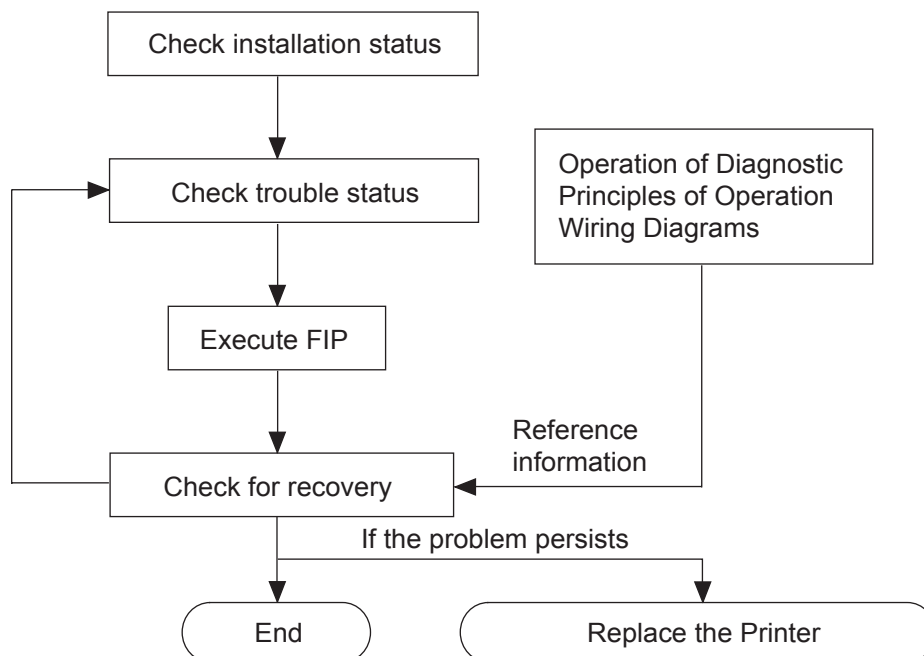 Check installation status
Check trouble status
Operation of Diagnostic
Principles of Operation
Wiring Diagrams
Execute FIP
Reference
information
Check for recovery
If the problem persists
End
Replace the Printer